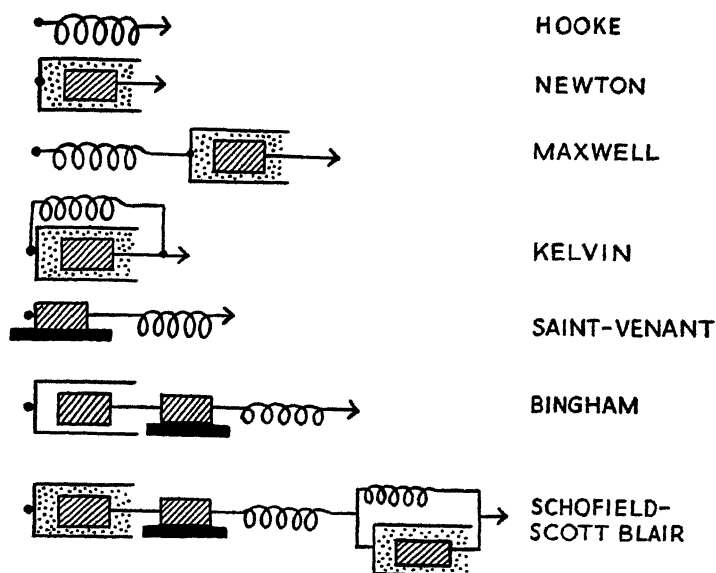 HOOKE
NEWTON
MAXWELL
KELVIN
SAINT-VENANT
BINGHAM
SCHOFIELD-
SCOTT BLAIR